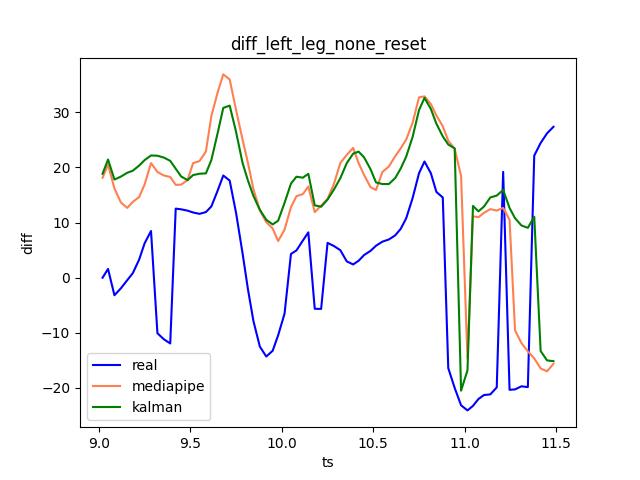 diff_left_leg_none_reset
30
20
10
0
−10
−20
diff
real
mediapipe
kalman
9.0 9.5 10.0 10.5 11.0 11.5
ts